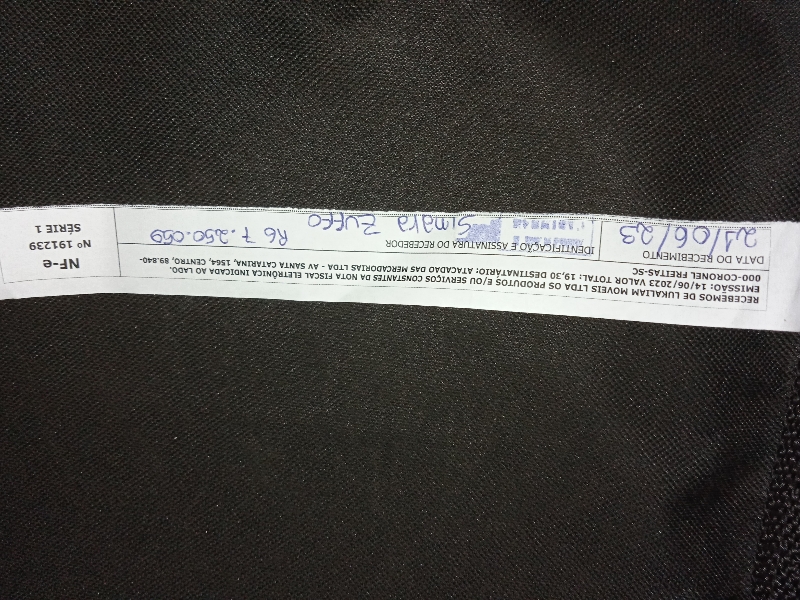 RECEBEMOS DE LUKALIAM MOVEIS LTDA OS PRODUTOS E/OU SERVIÇOS CONSTANTES DA NOTA FISCAL ELETRÔNICA INDICADA AO LADO.
EMISSÃO: 14/06/2023 VALOR TOTAL: 19,30 DESTINATÁRIO: ATACADAO DAS MERCADORIAS LTDA - AV SANTA CATARINA, 1564, CENTRO, 89.840-
000-CORONEL FREITAS-SC
DATA DO RECEBIMENTO
21/06/23
IDENTIFICAÇÃO E ASSINATURA DO RECEBEDOR
Simara Zuffo RG 7.250.059
NF-e
Nº 191239
SÉRIE 1